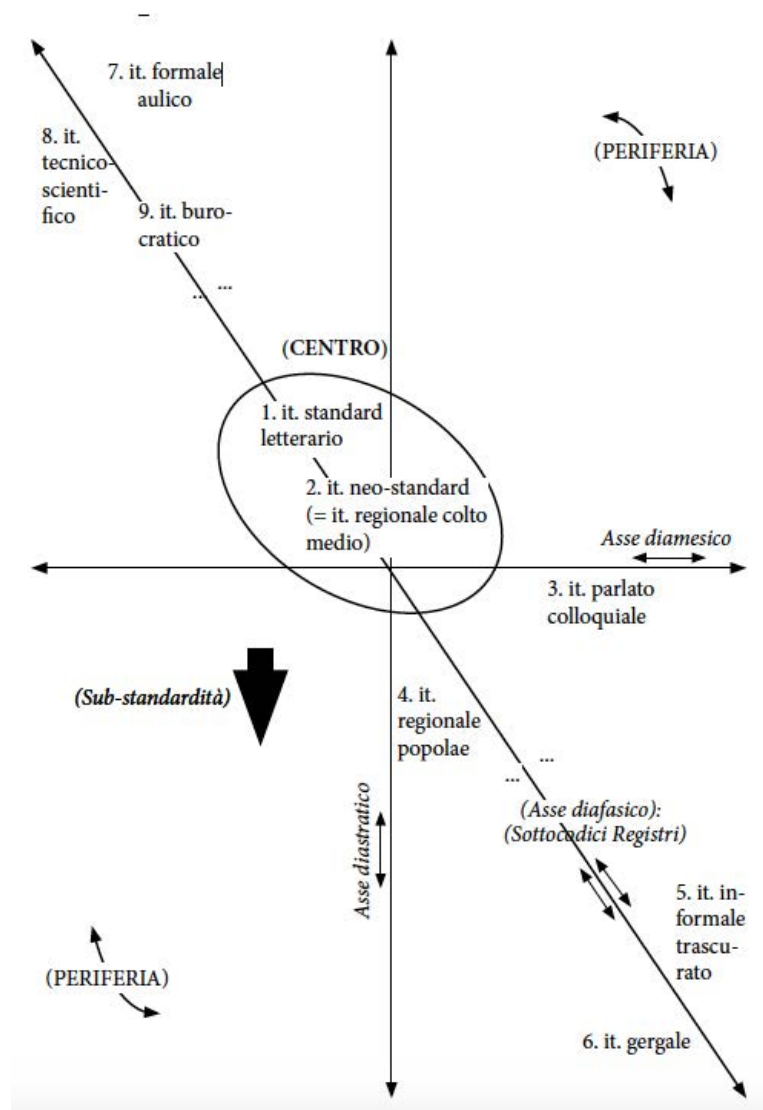 7. it. formale
aulico
(PERIFERIA)
8. it.
tecnico-
scienti-
fico
9. it. buro-
cratico
... ...
(CENTRO)
1. it. standard
letterario
2. it. neo-standard
(= it. regionale colto
medio)
Asse diamesico
3. it. parlato
colloquiale
(Sub-standardità)
4. it.
regionale
popolae
... ...
Asse diastratico
(Asse diafasico):
(Sottocodici Registri)
5. it. in-
formale
trascu-
rato
(PERIFERIA)
6. it. gergale